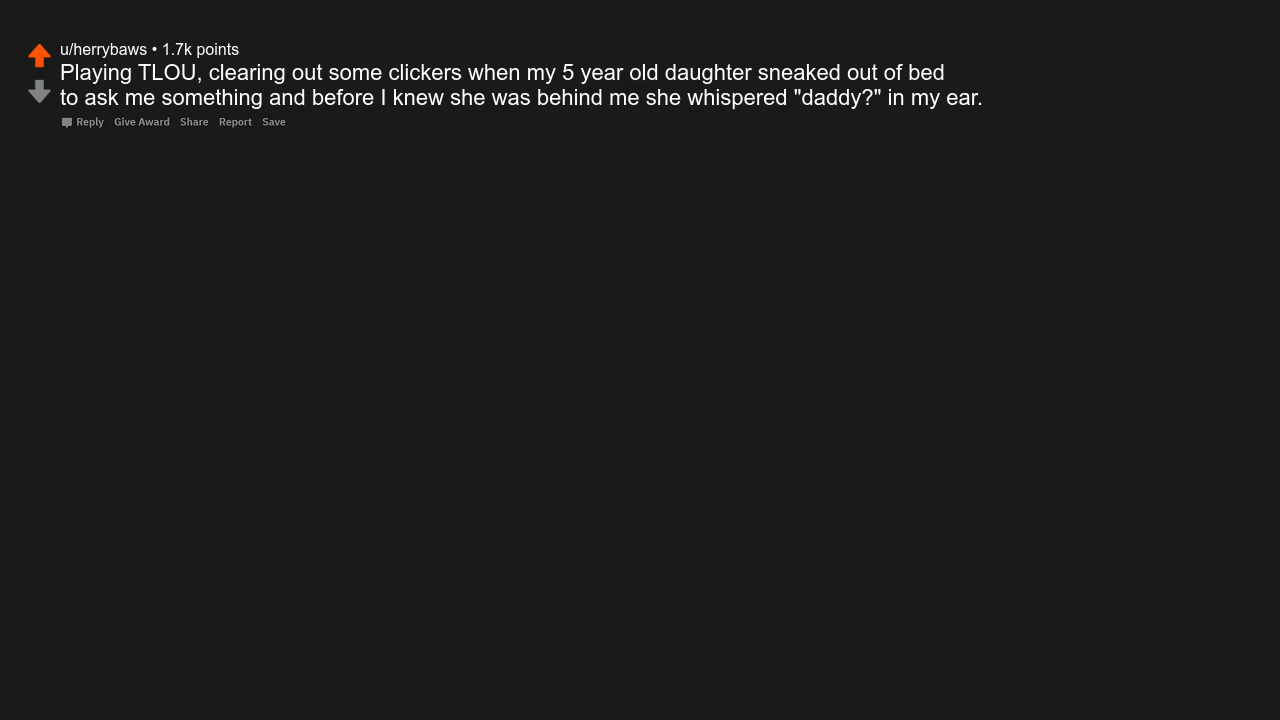 u/herrybaws • 1.7k points
Playing TLOU, clearing out some clickers when my 5 year old daughter sneaked out of bed
to ask me something and before I knew she was behind me she whispered "daddy?" in my ear.
Reply Give Award Share Report Save